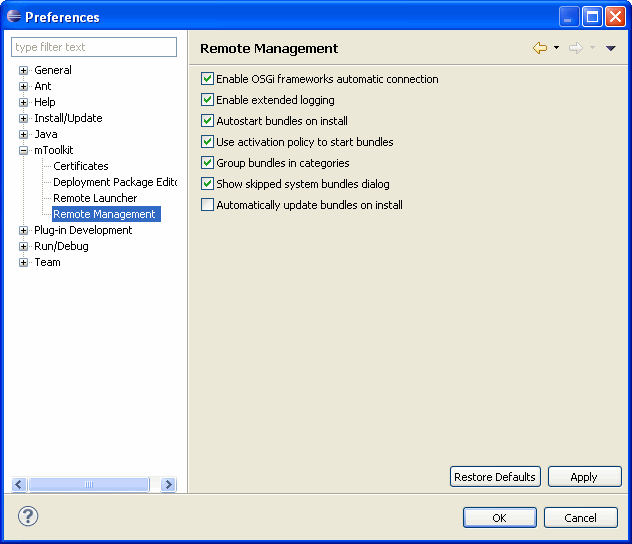 Preferences
type filter text
General
Ant
Help
Install/Update
Java
mToolkit
Certificates
Deployment Package Edito
Remote Launcher
Remote Management
Plug-in Development
Run/Debug
Team
Remote Management
Enable OSGi frameworks automatic connection
Enable extended logging
Autostart bundles on install
Use activation policy to start bundles
Group bundles in categories
Show skipped system bundles dialog
Automatically update bundles on install
Restore Defaults
Apply
?
OK
Cancel